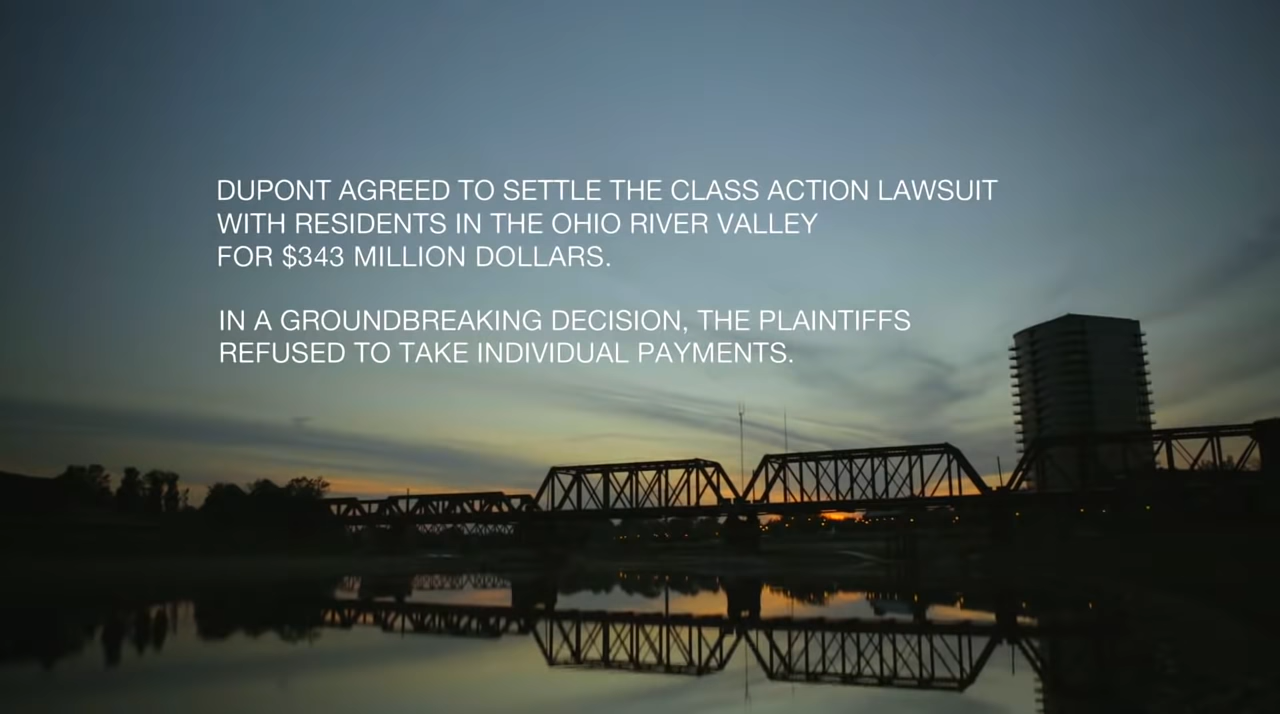 DUPONT AGREED TO SETTLE THE CLASS ACTION LAWSUIT
WITH RESIDENTS IN THE OHIO RIVER VALLEY
FOR $343 MILLION DOLLARS.
IN A GROUNDBREAKING DECISION, THE PLAINTIFFS
REFUSED TO TAKE INDIVIDUAL PAYMENTS.